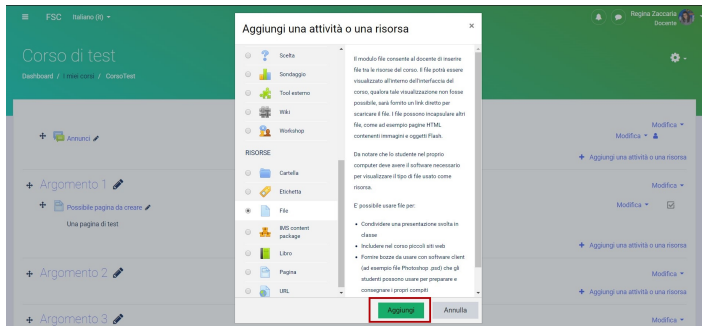 FSC Italiano (it)
Regina Zaccaria
Docente
Corso di test
Dashboard / I miei corsi / CorsoTest
Annunci
Modifica
Modifica
Aggiungi una attività o una risorsa
Argomento 1
Modifica
Possibile pagina da creare
Modifica
Una pagina di test
Aggiungi una attività o una risorsa
Argomento 2
Modifica
Aggiungi una attività o una risorsa
Argomento 3
Modifica
Aggiungi una attività o una risorsa
Scelta
Sondaggio
Tool esterno
Wiki
Workshop
RISORSE
Cartella
Etichetta
File
IMS content
package
Libro
Pagina
URL
Il modulo file consente al docente di inserire
file tra le risorse del corso. Il file potrà essere
visualizzato all'interno dell'interfaccia del
corso, qualora tale visualizzazione non fosse
possibile, sarà fornito un link diretto per
scaricare il file. I file possono incapsulare altri
file, come ad esempio pagine HTML
contenenti immagini e oggetti Flash.
Da notare che lo studente nel proprio
computer deve avere il software necessario
per visualizzare il tipo di file usato come
risorsa.
E' possibile usare file per:
Condividere una presentazione svolta in
classe
Includere nel corso piccoli siti web
Fornire bozze da usare con software client
(ad esempio file Photoshop .psd) che gli
studenti possono usare per preparare e
consegnare i propri compiti
Aggiungi
Annulla